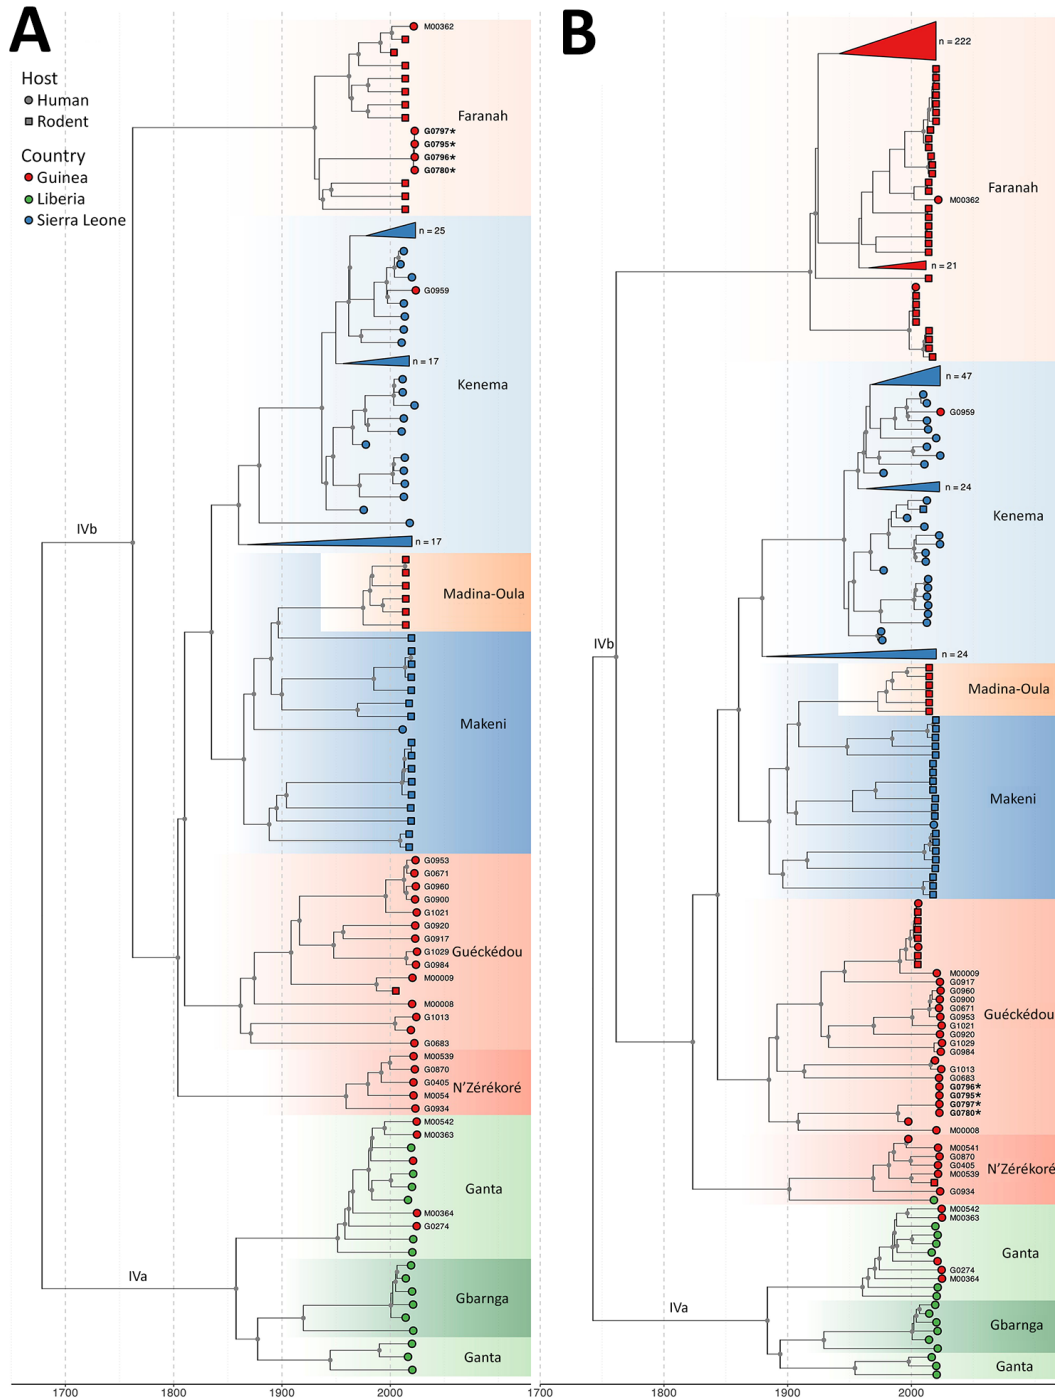 A
Host
Human
Rodent
Country
Guinea
Liberia
Sierra Leone
M00362
Faranah
G0797*
G0795*
G0796*
G0780*
n = 25
G0959
n = 17
Kenema
n = 17
IVb
Madina-Oula
Makeni
G0953
G0671
G0960
G0900
G1021
G0920
G0917
Guéckédou
G1029
G0984
M00009
M00008
G1013
G0683
M00539
G0870
N'Zérékoré
G0405
M0054
G0934
M00542
M00363
Ganta
M00364
G0274
IVa
Gbarnga
Ganta
1700
1800
1900
2000
B
n = 222
Faranah
M00362
n = 21
n = 47
G0959
n = 24
Kenema
n = 24
IVb
Madina-Oula
Makeni
M00009
G0917
G0960
G0900
G0671
Guéckédou
G0953
G1021
G0920
G1029
G0984
G1013
G0683
G0796*
G0795*
G0797*
G0780*
M00008
M00541
G0870
N'Zérékoré
G0405
M00539
G0934
M00542
M00363
Ganta
G0274
M00364
IVa
Gbarnga
Ganta
1700
1800
1900
2000